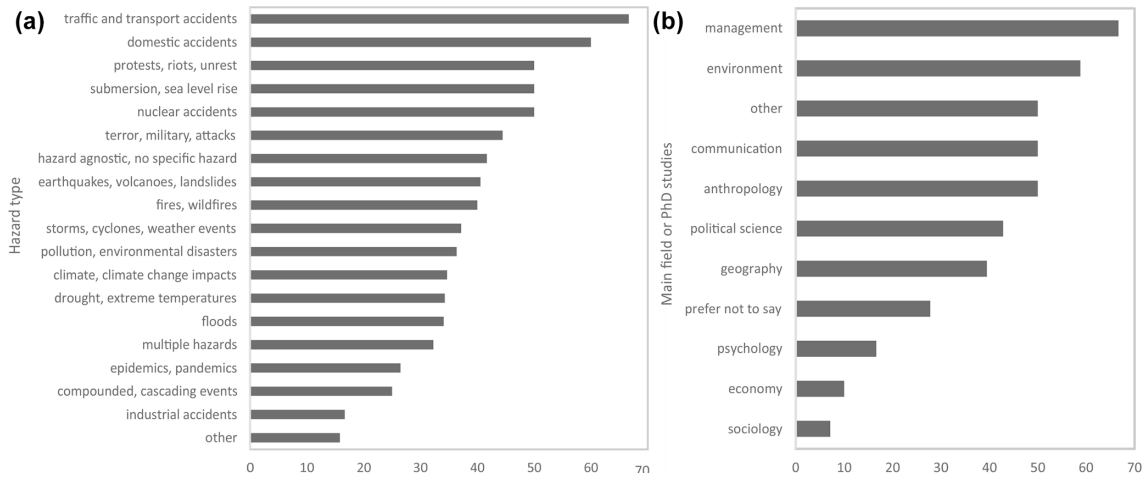 (a)
Hazard type
traffic and transport accidents
domestic accidents
protests, riots, unrest
submersion, sea level rise
nuclear accidents
terror, military, attacks
hazard agnostic, no specific hazard
earthquakes, volcanoes, landslides
fires, wildfires
storms, cyclones, weather events
pollution, environmental disasters
climate, climate change impacts
drought, extreme temperatures
floods
multiple hazards
epidemics, pandemics
compounded, cascading events
industrial accidents
other
0 10 20 30 40 50 60 70
(b)
Main field or PhD studies
management
environment
other
communication
anthropology
political science
geography
prefer not to say
psychology
economy
sociology
0 10 20 30 40 50 60 70